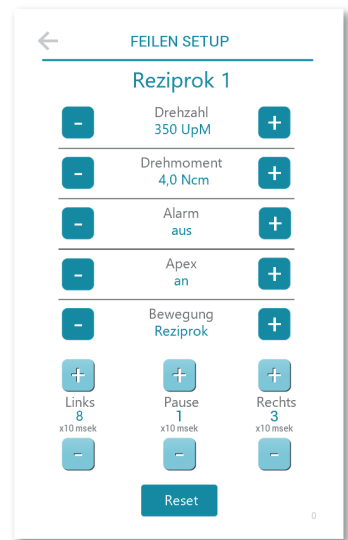 FEILEN SETUP
Reziprok 1
- Drehzahl +
350 UpM
- Drehmoment +
4,0 Ncm
- Alarm +
aus
- Apex +
an
- Bewegung +
Reziprok
+ + +
Links Pause Rechts
8 1 3
x10 msek x10 msek x10 msek
- - -
Reset
0